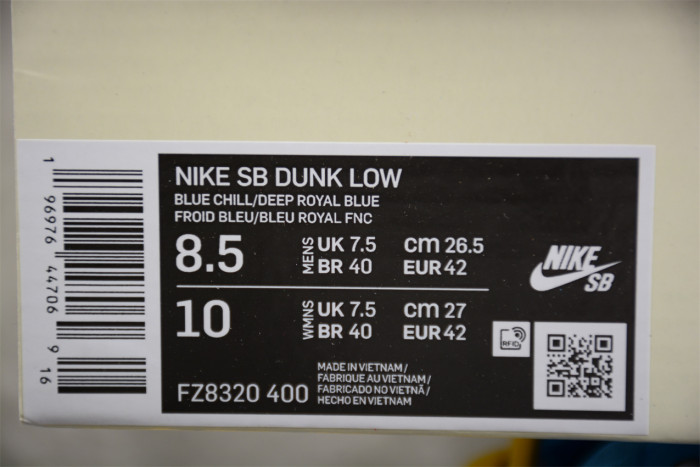 NIKE SB DUNK LOW
BLUE CHILL/DEEP ROYAL BLUE
FROID BLEU/BLEU ROYAL FNC
8.5 MENS UK 7.5 cm 26.5
BR 40 EUR 42
10 WMNS UK 7.5 cm 27
BR 40 EUR 42
FZ8320 400
MADE IN VIETNAM/
FABRIQUE AU VIETNAM/
FABRICADO NO VIETNÃ/
HECHO EN VIETNAM
NIKE
SB
RFID
1 96976 44706 9 16